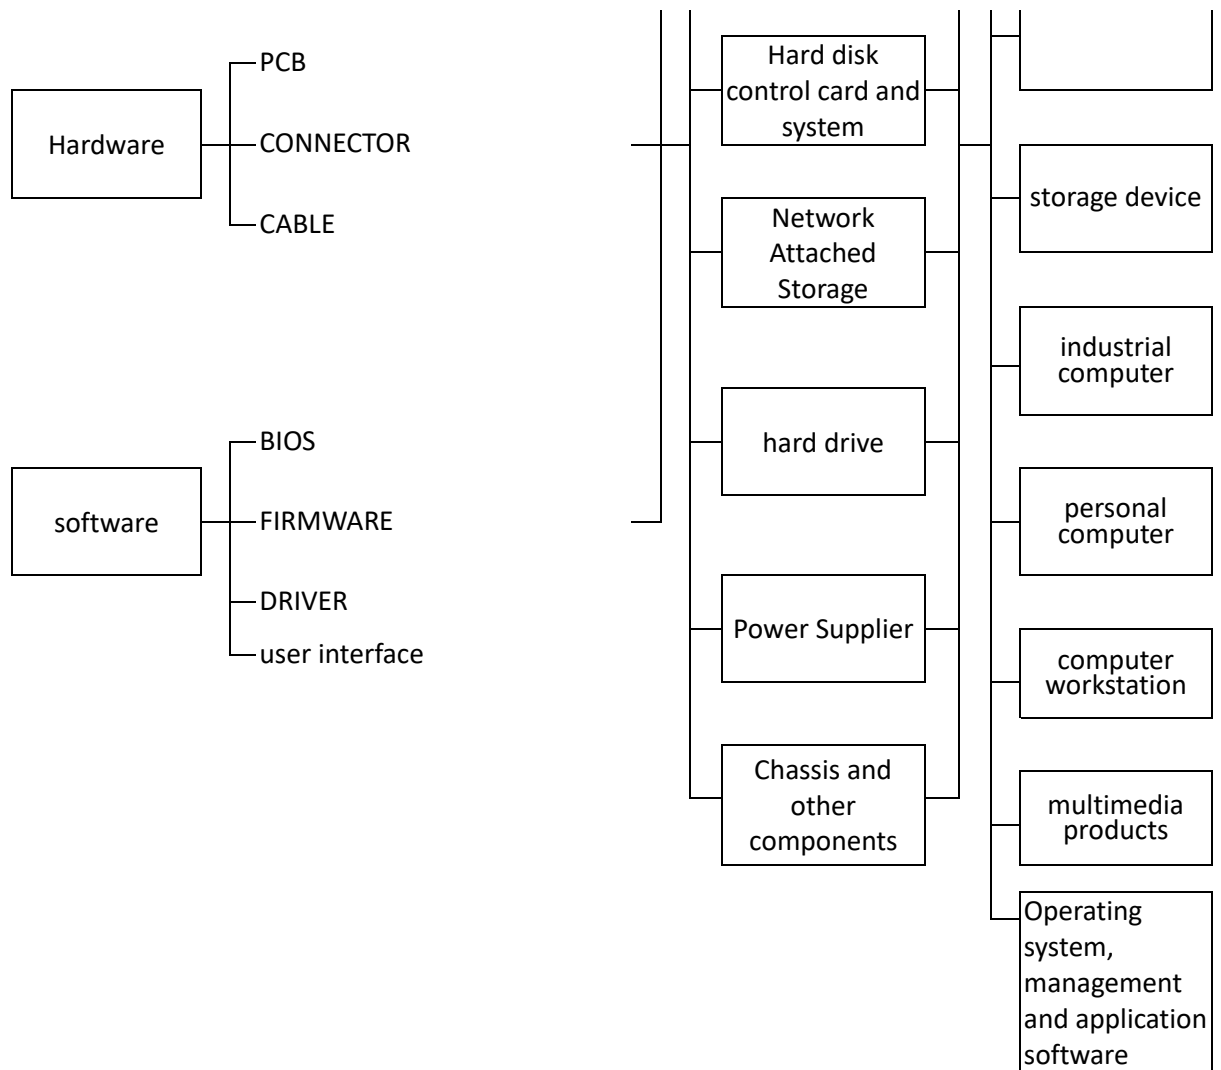 PCB
Hardware
CONNECTOR
CABLE
BIOS
software
FIRMWARE
DRIVER
user interface
Hard disk
control card and
system
Network
Attached
Storage
hard drive
Power Supplier
Chassis and
other
components
storage device
industrial
computer
personal
computer
computer
workstation
multimedia
products
Operating
system,
management
and application
software